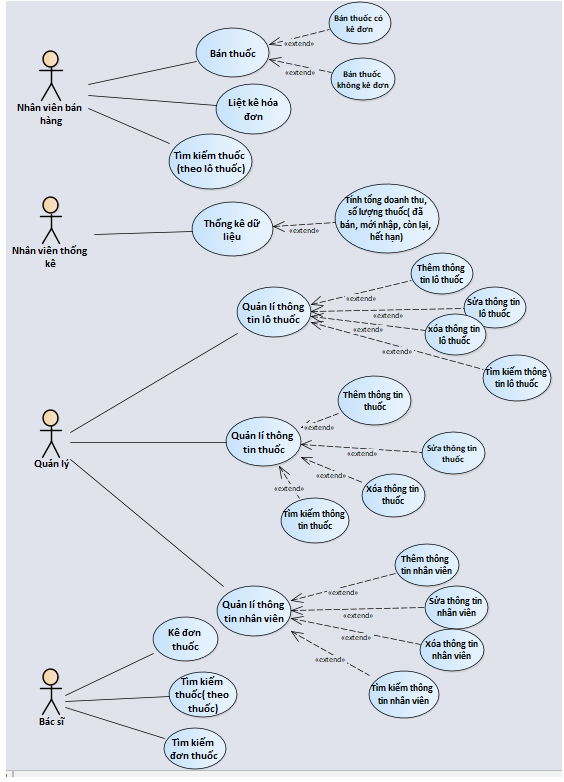 Bán thuốc có
kê đơn
«extend»
Bán thuốc
«extend»
Bán thuốc
không kê đơn
Nhân viên bán
hàng
Liệt kê hóa
đơn
Tìm kiếm thuốc
(theo lô thuốc)
Tính tổng doanh thu,
số lượng thuốc( đã
bán, mới nhập, còn lại,
hết hạn)
Thống kê dữ
liệu
«extend»
Nhân viên thống
kê
Thêm thông
tin lô thuốc
«extend»
Quản lí thông
tin lô thuốc
Sửa thông tin
lô thuốc
«extend»
Xóa thông tin
lô thuốc
«extend»
«extend»
Tìm kiếm thông
tin lô thuốc
Thêm thông tin
thuốc
«extend»
Quản lí thông
tin thuốc
Sửa thông tin
thuốc
«extend»
Quản lý
«extend»
Xóa thông tin
thuốc
«extend»
Tìm kiếm thông
tin thuốc
Thêm thông
tin nhân viên
«extend»
Quản lí thông
tin nhân viên
Sửa thông tin
nhân viên
«extend»
Xóa thông tin
nhân viên
«extend»
«extend»
Tìm kiếm thông
tin nhân viên
Kê đơn
thuốc
Tìm kiếm
thuốc( theo
thuốc)
Bác sĩ
Tìm kiếm
đơn thuốc